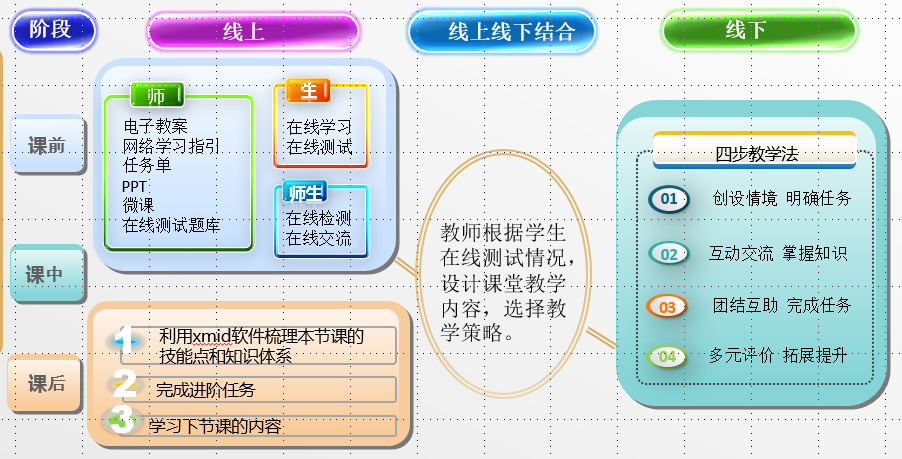 阶段
线上
线上线下结合
线下
课前
师
电子教案
网络学习指引
任务单
PPT
微课
在线测试题库
生
在线学习
在线测试
师生
在线检测
在线交流
课中
教师根据学生
在线测试情况，
设计课堂教学
内容，选择教
学策略。
四步教学法
01 创设情境 明确任务
02 互动交流 掌握知识
03 团结互助 完成任务
04 多元评价 拓展提升
课后
1 利用xmid软件梳理本节课的
技能点和知识体系
2 完成进阶任务
3 学习下节课的内容